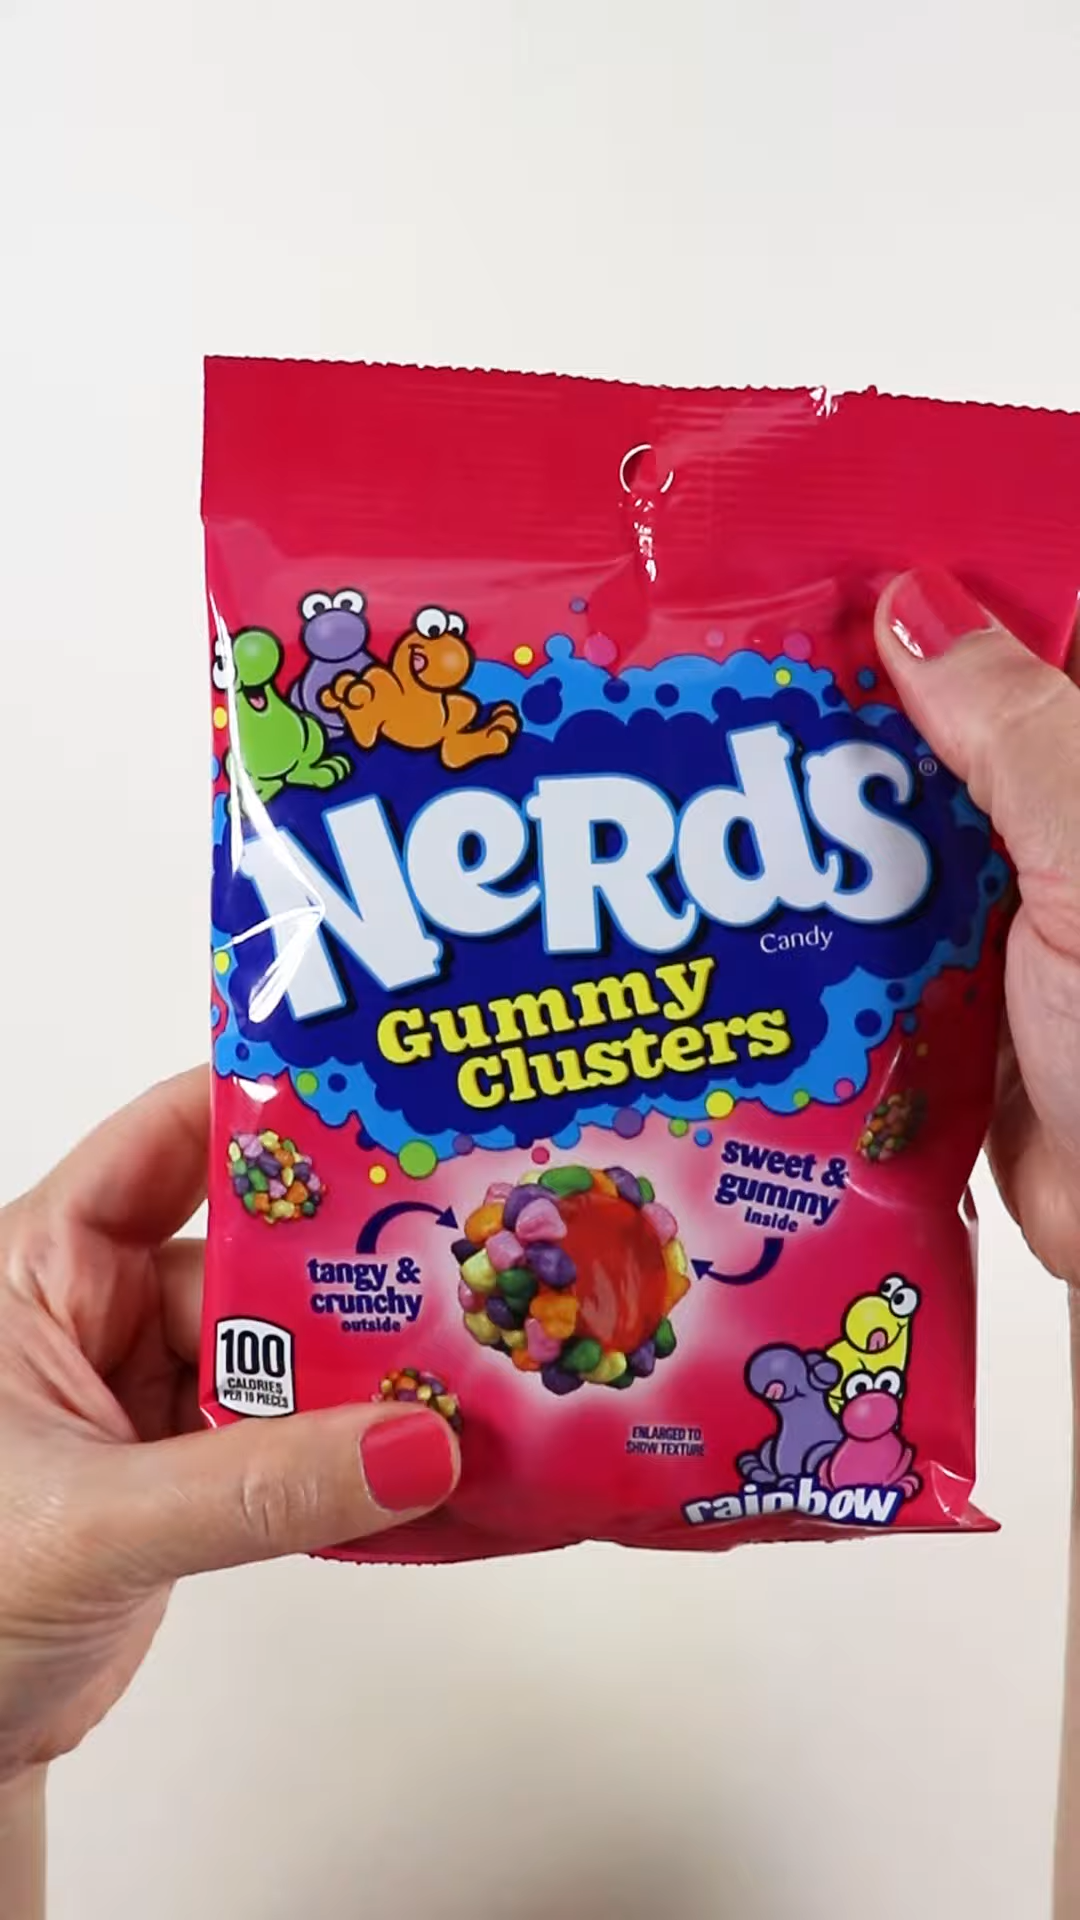 Nerds®
Candy
Gummy
Clusters
sweet &
gummy
inside
tangy &
crunchy
outside
100
CALORIES
PER 10 PIECES
ENLARGED TO
SHOW TEXTURE
rainbow